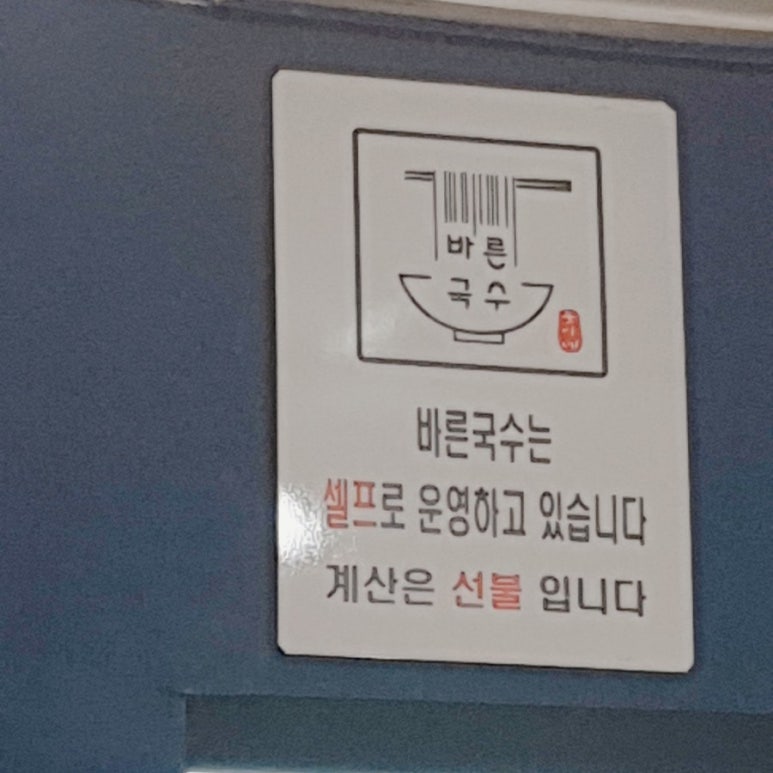 바른
국수
바른국수는
셀프로 운영하고 있습니다
계산은 선불 입니다